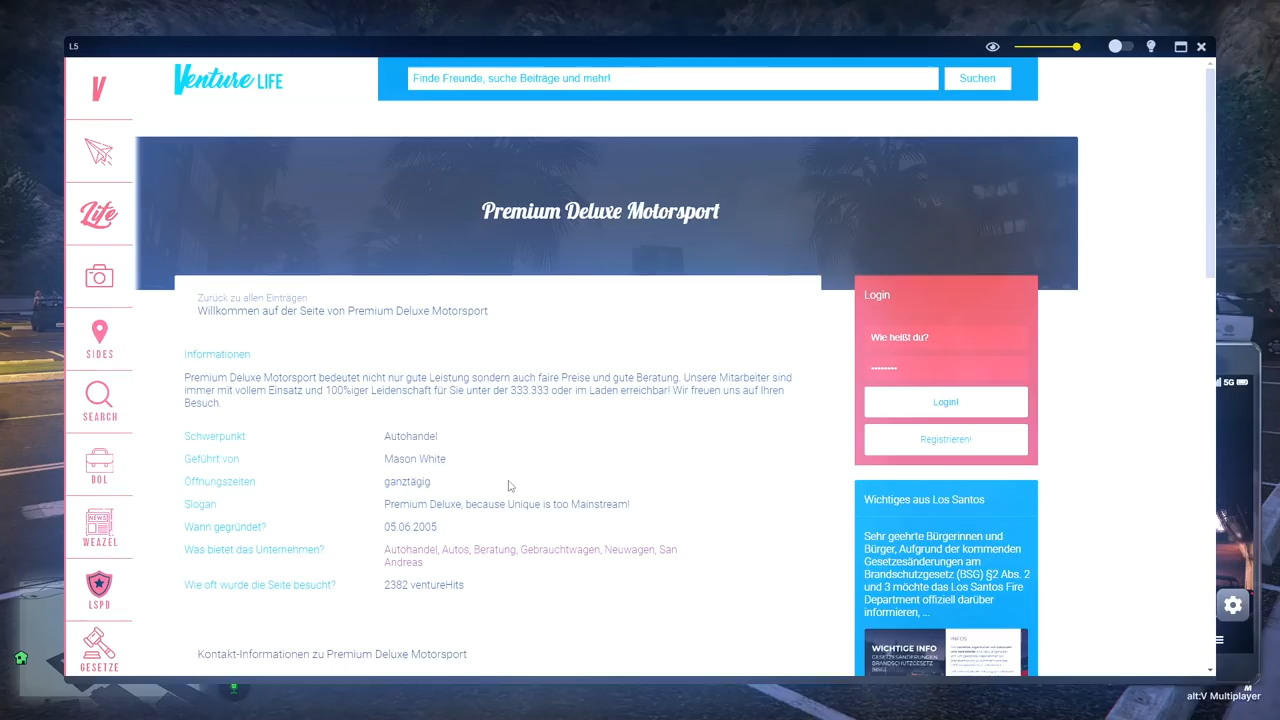 L5
Venture LIFE
Finde Freunde, suche Beiträge und mehr!
Suchen
V
Life
SIDES
SEARCH
DOL
NEWS
WEAZEL
LSPD
GESETZE
Premium Deluxe Motorsport
Zurück zu allen Einträgen
Willkommen auf der Seite von Premium Deluxe Motorsport
Informationen
Premium Deluxe Motorsport bedeutet nicht nur gute Leistung sondern auch faire Preise und gute Beratung. Unsere Mitarbeiter sind
immer mit vollem Einsatz und 100%iger Leidenschaft für Sie unter der 333.333 oder im Laden erreichbar! Wir freuen uns auf Ihren
Besuch.
Schwerpunkt Autohandel
Geführt von Mason White
Öffnungszeiten ganztägig
Slogan Premium Deluxe, because Unique is too Mainstream!
Wann gegründet? 05.06.2005
Was bietet das Unternehmen? Autohandel, Autos, Beratung, Gebrauchtwagen, Neuwagen, San
Andreas
Wie oft wurde die Seite besucht? 2382 ventureHits
Kontakt-Informationen zu Premium Deluxe Motorsport
Login
Wie heißt du?
••••••••
Login!
Registrieren!
Wichtiges aus Los Santos
Sehr geehrte Bürgerinnen und
Bürger, Aufgrund der kommenden
Gesetzesänderungen am
Brandschutzgesetz (BSG) §2 Abs. 2
und 3 möchte das Los Santos Fire
Department offiziell darüber
informieren, ...
WICHTIGE INFO
GESETZSÄNDERUNGEN
BRANDSCHUTZGESETZ
(BSG)
INFOS
5G
alt:V Multiplayer